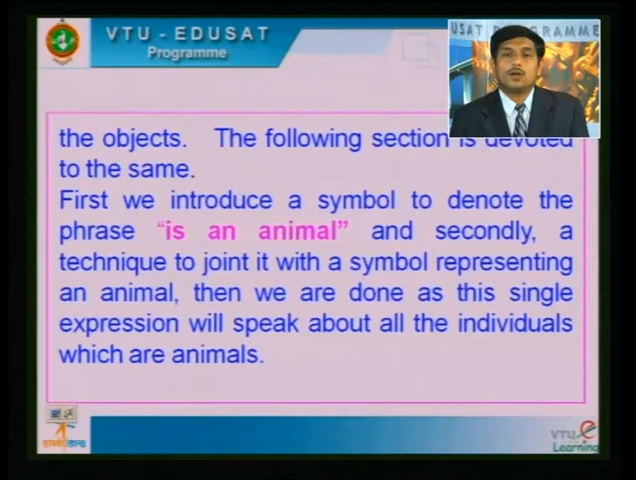 VTU - EDUSAT
Programme
USAT PROGRAMME
the objects. The following section is devoted
to the same.
First we introduce a symbol to denote the
phrase “is an animal” and secondly, a
technique to joint it with a symbol representing
an animal, then we are done as this single
expression will speak about all the individuals
which are animals.
VTU e
Learning